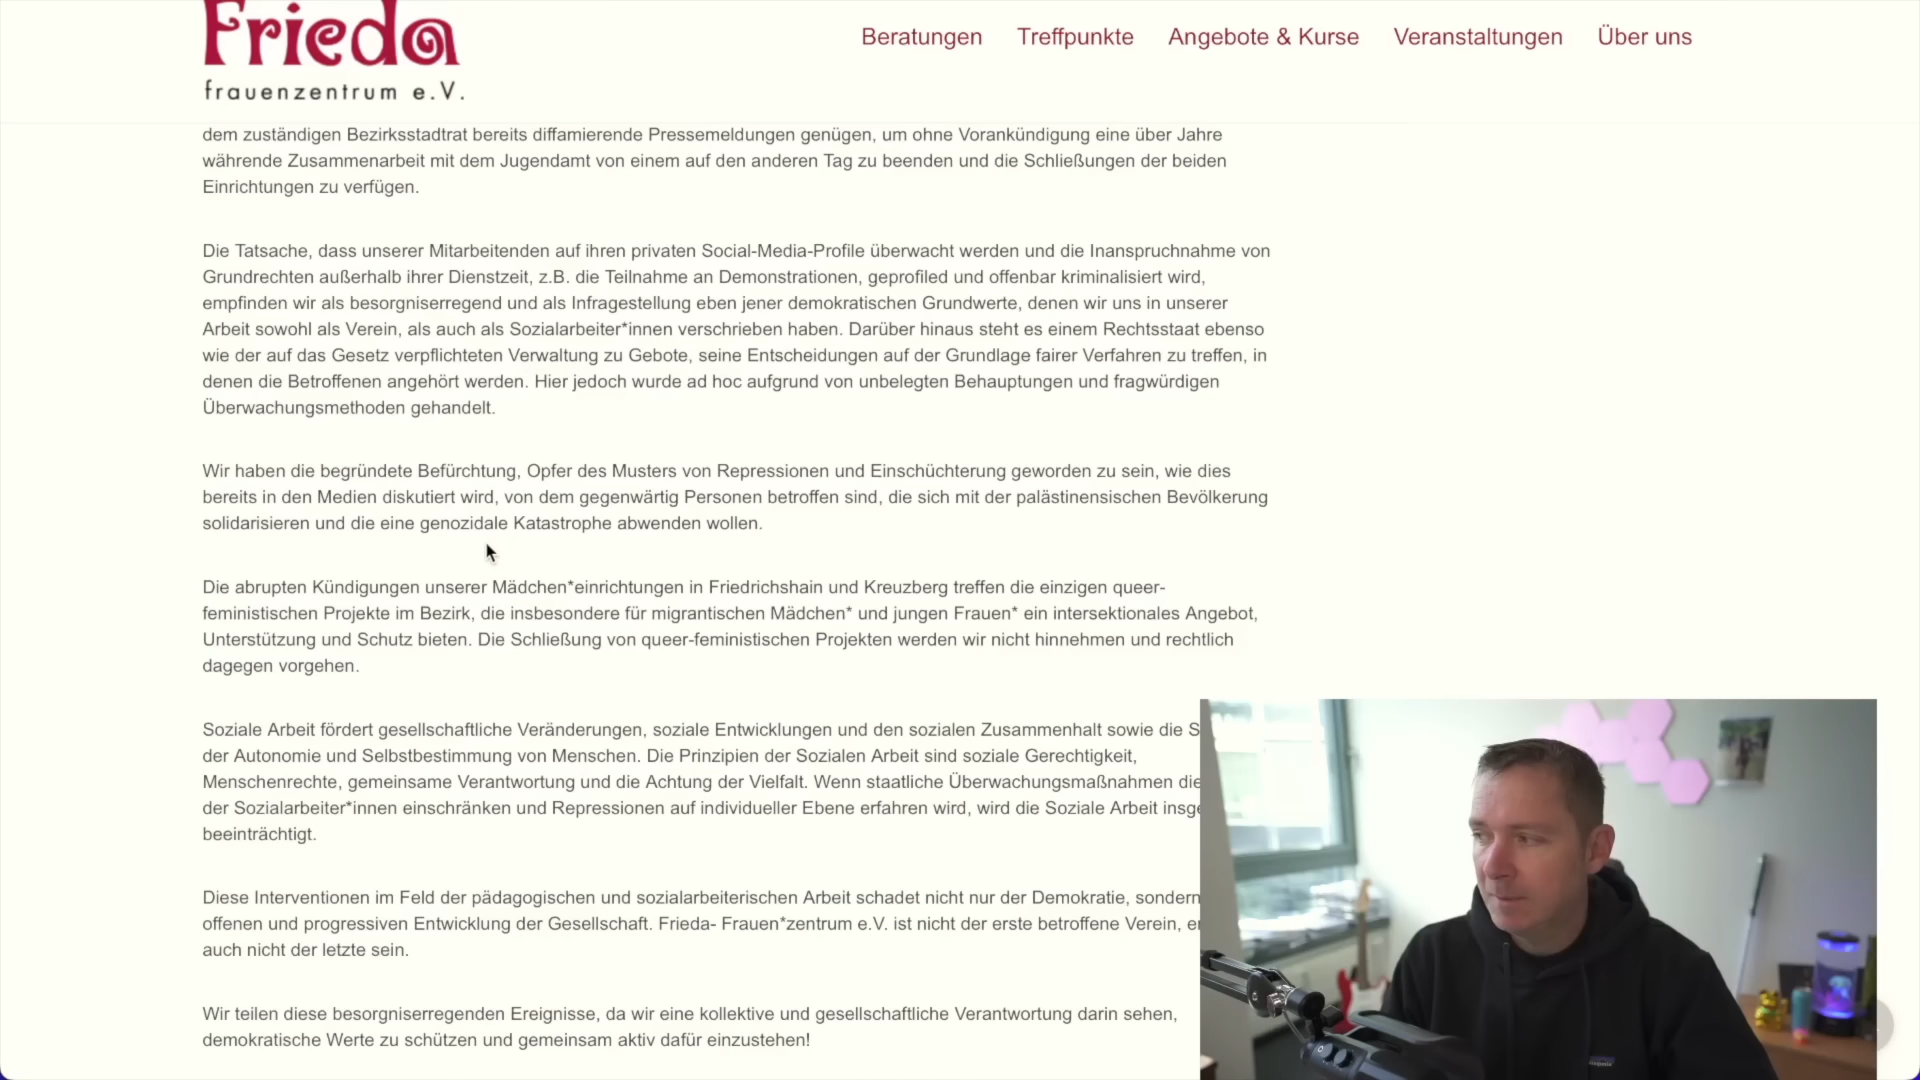 Frieda
frauenzentrum e.V.
Beratungen Treffpunkte Angebote & Kurse Veranstaltungen Über uns
dem zuständigen Bezirksstadtrat bereits diffamierende Pressemeldungen genügen, um ohne Vorankündigung eine über Jahre
währende Zusammenarbeit mit dem Jugendamt von einem auf den anderen Tag zu beenden und die Schließungen der beiden
Einrichtungen zu verfügen.
Die Tatsache, dass unserer Mitarbeitenden auf ihren privaten Social-Media-Profile überwacht werden und die Inanspruchnahme von
Grundrechten außerhalb ihrer Dienstzeit, z.B. die Teilnahme an Demonstrationen, geprofiled und offenbar kriminalisiert wird,
empfinden wir als besorgniserregend und als Infragestellung eben jener demokratischen Grundwerte, denen wir uns in unserer
Arbeit sowohl als Verein, als auch als Sozialarbeiter*innen verschrieben haben. Darüber hinaus steht es einem Rechtsstaat ebenso
wie der auf das Gesetz verpflichteten Verwaltung zu Gebote, seine Entscheidungen auf der Grundlage fairer Verfahren zu treffen, in
denen die Betroffenen angehört werden. Hier jedoch wurde ad hoc aufgrund von unbelegten Behauptungen und fragwürdigen
Überwachungsmethoden gehandelt.
Wir haben die begründete Befürchtung, Opfer des Musters von Repressionen und Einschüchterung geworden zu sein, wie dies
bereits in den Medien diskutiert wird, von dem gegenwärtig Personen betroffen sind, die sich mit der palästinensischen Bevölkerung
solidarisieren und die eine genozidale Katastrophe abwenden wollen.
Die abrupten Kündigungen unserer Mädchen*einrichtungen in Friedrichshain und Kreuzberg treffen die einzigen queer-
feministischen Projekte im Bezirk, die insbesondere für migrantischen Mädchen* und jungen Frauen* ein intersektionales Angebot,
Unterstützung und Schutz bieten. Die Schließung von queer-feministischen Projekten werden wir nicht hinnehmen und rechtlich
dagegen vorgehen.
Soziale Arbeit fördert gesellschaftliche Veränderungen, soziale Entwicklungen und den sozialen Zusammenhalt sowie die S
der Autonomie und Selbstbestimmung von Menschen. Die Prinzipien der Sozialen Arbeit sind soziale Gerechtigkeit,
Menschenrechte, gemeinsame Verantwortung und die Achtung der Vielfalt. Wenn staatliche Überwachungsmaßnahmen die
der Sozialarbeiter*innen einschränken und Repressionen auf individueller Ebene erfahren wird, wird die Soziale Arbeit insge
beeinträchtigt.
Diese Interventionen im Feld der pädagogischen und sozialarbeiterischen Arbeit schadet nicht nur der Demokratie, sondern
offenen und progressiven Entwicklung der Gesellschaft. Frieda- Frauen*zentrum e.V. ist nicht der erste betroffene Verein, er
auch nicht der letzte sein.
Wir teilen diese besorgniserregenden Ereignisse, da wir eine kollektive und gesellschaftliche Verantwortung darin sehen,
demokratische Werte zu schützen und gemeinsam aktiv dafür einzustehen!